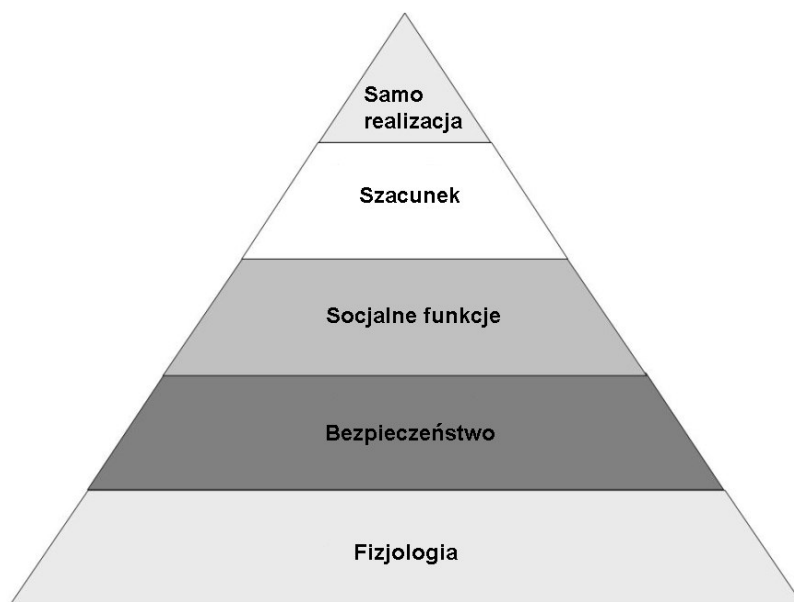 Samo
realizacja
Szacunek
Socjalne funkcje
Bezpieczeństwo
Fizjologia